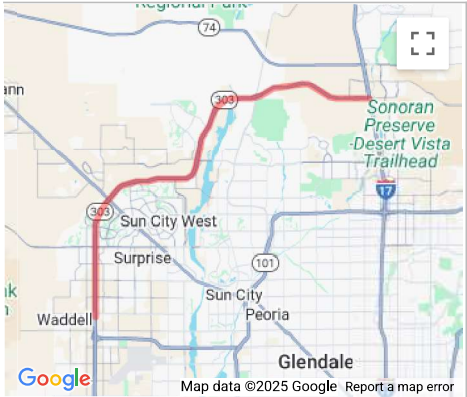 Regional Park
74
ann
303
Sonoran
Preserve
-Desert Vista
Trailhead
17
303
Sun City West
101
Surprise
Sun City
Peoria
Waddell
Glendale
Google
Map data ©2025 Google
Report a map error